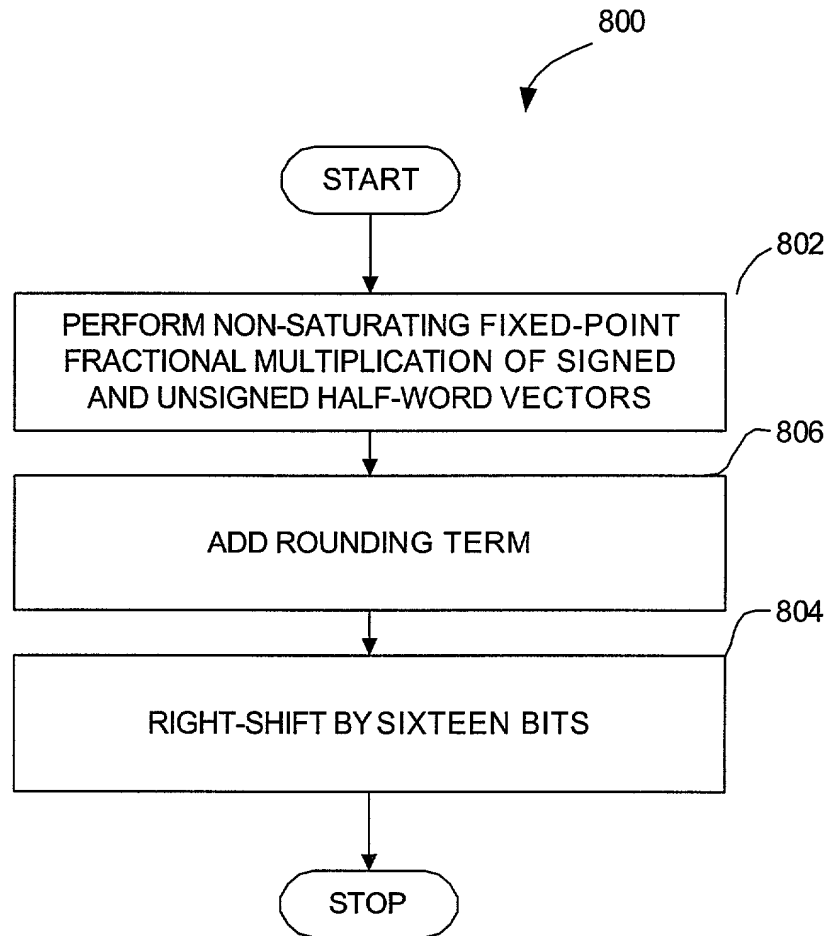 800
START
802
PERFORM NON-SATURATING FIXED-POINT
FRACTIONAL MULTIPLICATION OF SIGNED
AND UNSIGNED HALF-WORD VECTORS
806
ADD ROUNDING TERM
804
RIGHT-SHIFT BY SIXTEEN BITS
STOP